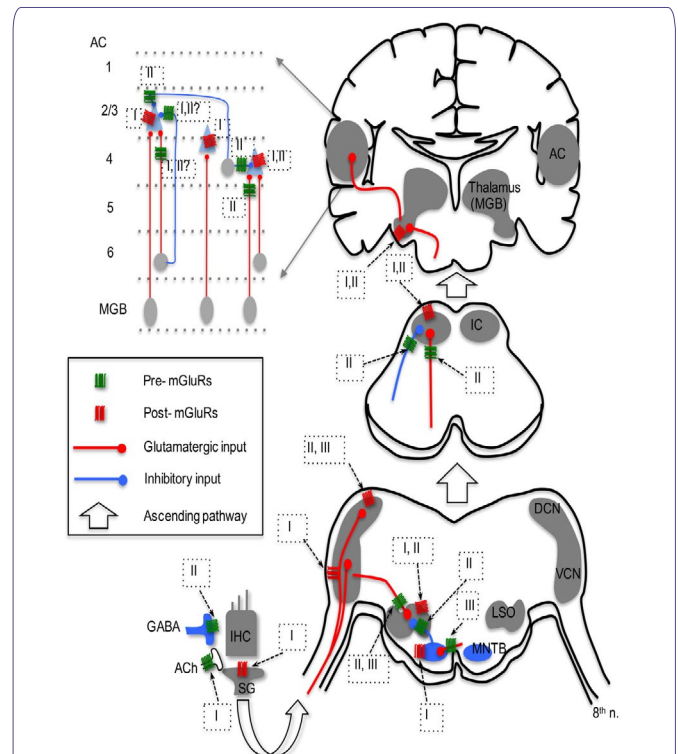 AC
1
II
2/3
I
I,II?
I
4
II
I,II
I, II?
5
II
6
MGB
AC
Thalamus
(MGB)
I,II
I,II
IC
II
II
Pre- mGluRs
Post- mGluRs
Glutamatergic input
Inhibitory input
Ascending pathway
II, III
DCN
I
I, II
II
VCN
II
III
LSO
GABA
IHC
I
MNTB
ACh
II, III
SG
I
I
8th n.